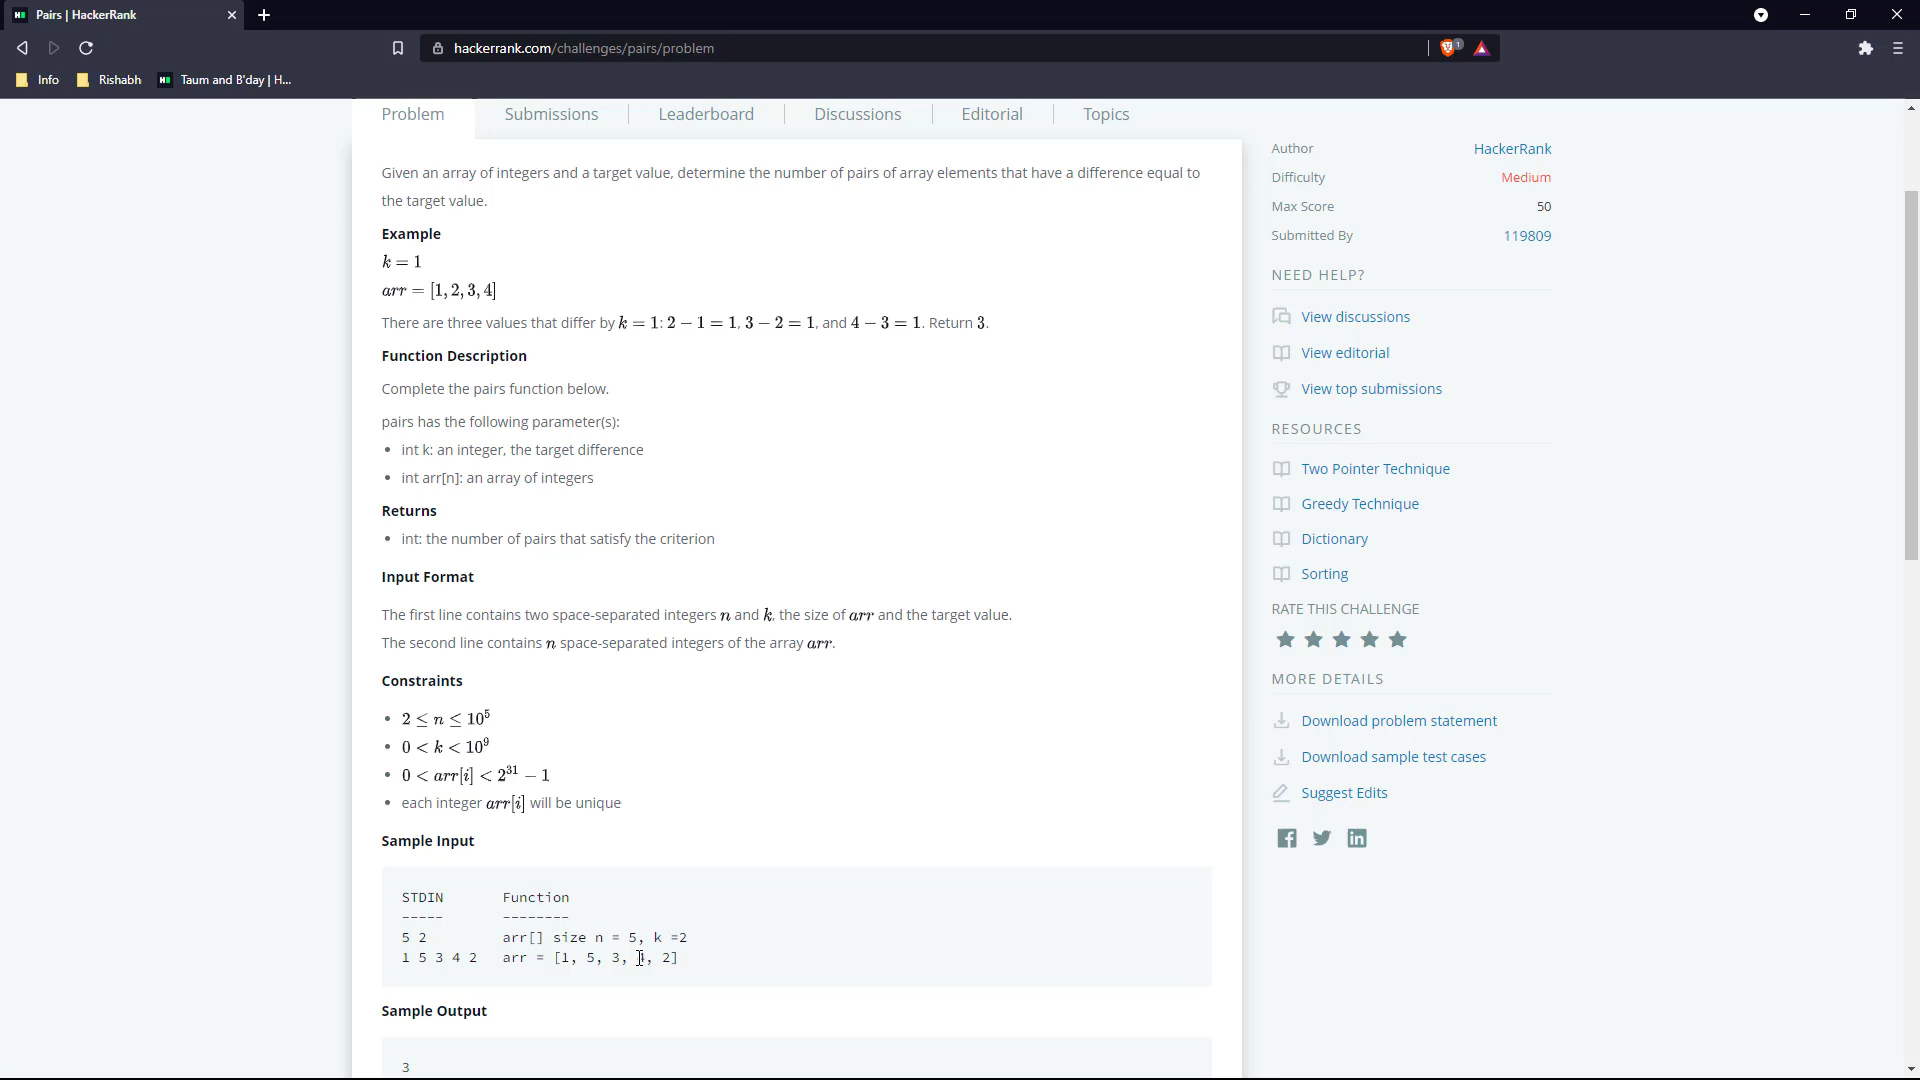 Pairs | HackerRank
hackerrank.com/challenges/pairs/problem
1
Info Rishabh Taum and B'day | H...
Problem Submissions Leaderboard Discussions Editorial Topics
Given an array of integers and a target value, determine the number of pairs of array elements that have a difference equal to
the target value.
Example
k = 1
arr = [1, 2, 3, 4]
There are three values that differ by k = 1: 2 − 1 = 1, 3 − 2 = 1, and 4 − 3 = 1. Return 3.
Function Description
Complete the pairs function below.
pairs has the following parameter(s):
• int k: an integer, the target difference
• int arr[n]: an array of integers
Returns
• int: the number of pairs that satisfy the criterion
Input Format
The first line contains two space-separated integers n and k, the size of arr and the target value.
The second line contains n space-separated integers of the array arr.
Constraints
• 2 ≤ n ≤ 10⁵
• 0 < k < 10⁹
• 0 < arr[i] < 2³¹ − 1
• each integer arr[i] will be unique
Sample Input
STDIN Function
----- --------
5 2 arr[] size n = 5, k =2
1 5 3 4 2 arr = [1, 5, 3, 4, 2]
Sample Output
3
Author HackerRank
Difficulty Medium
Max Score 50
Submitted By 119809
NEED HELP?
View discussions
View editorial
View top submissions
RESOURCES
Two Pointer Technique
Greedy Technique
Dictionary
Sorting
RATE THIS CHALLENGE
MORE DETAILS
Download problem statement
Download sample test cases
Suggest Edits